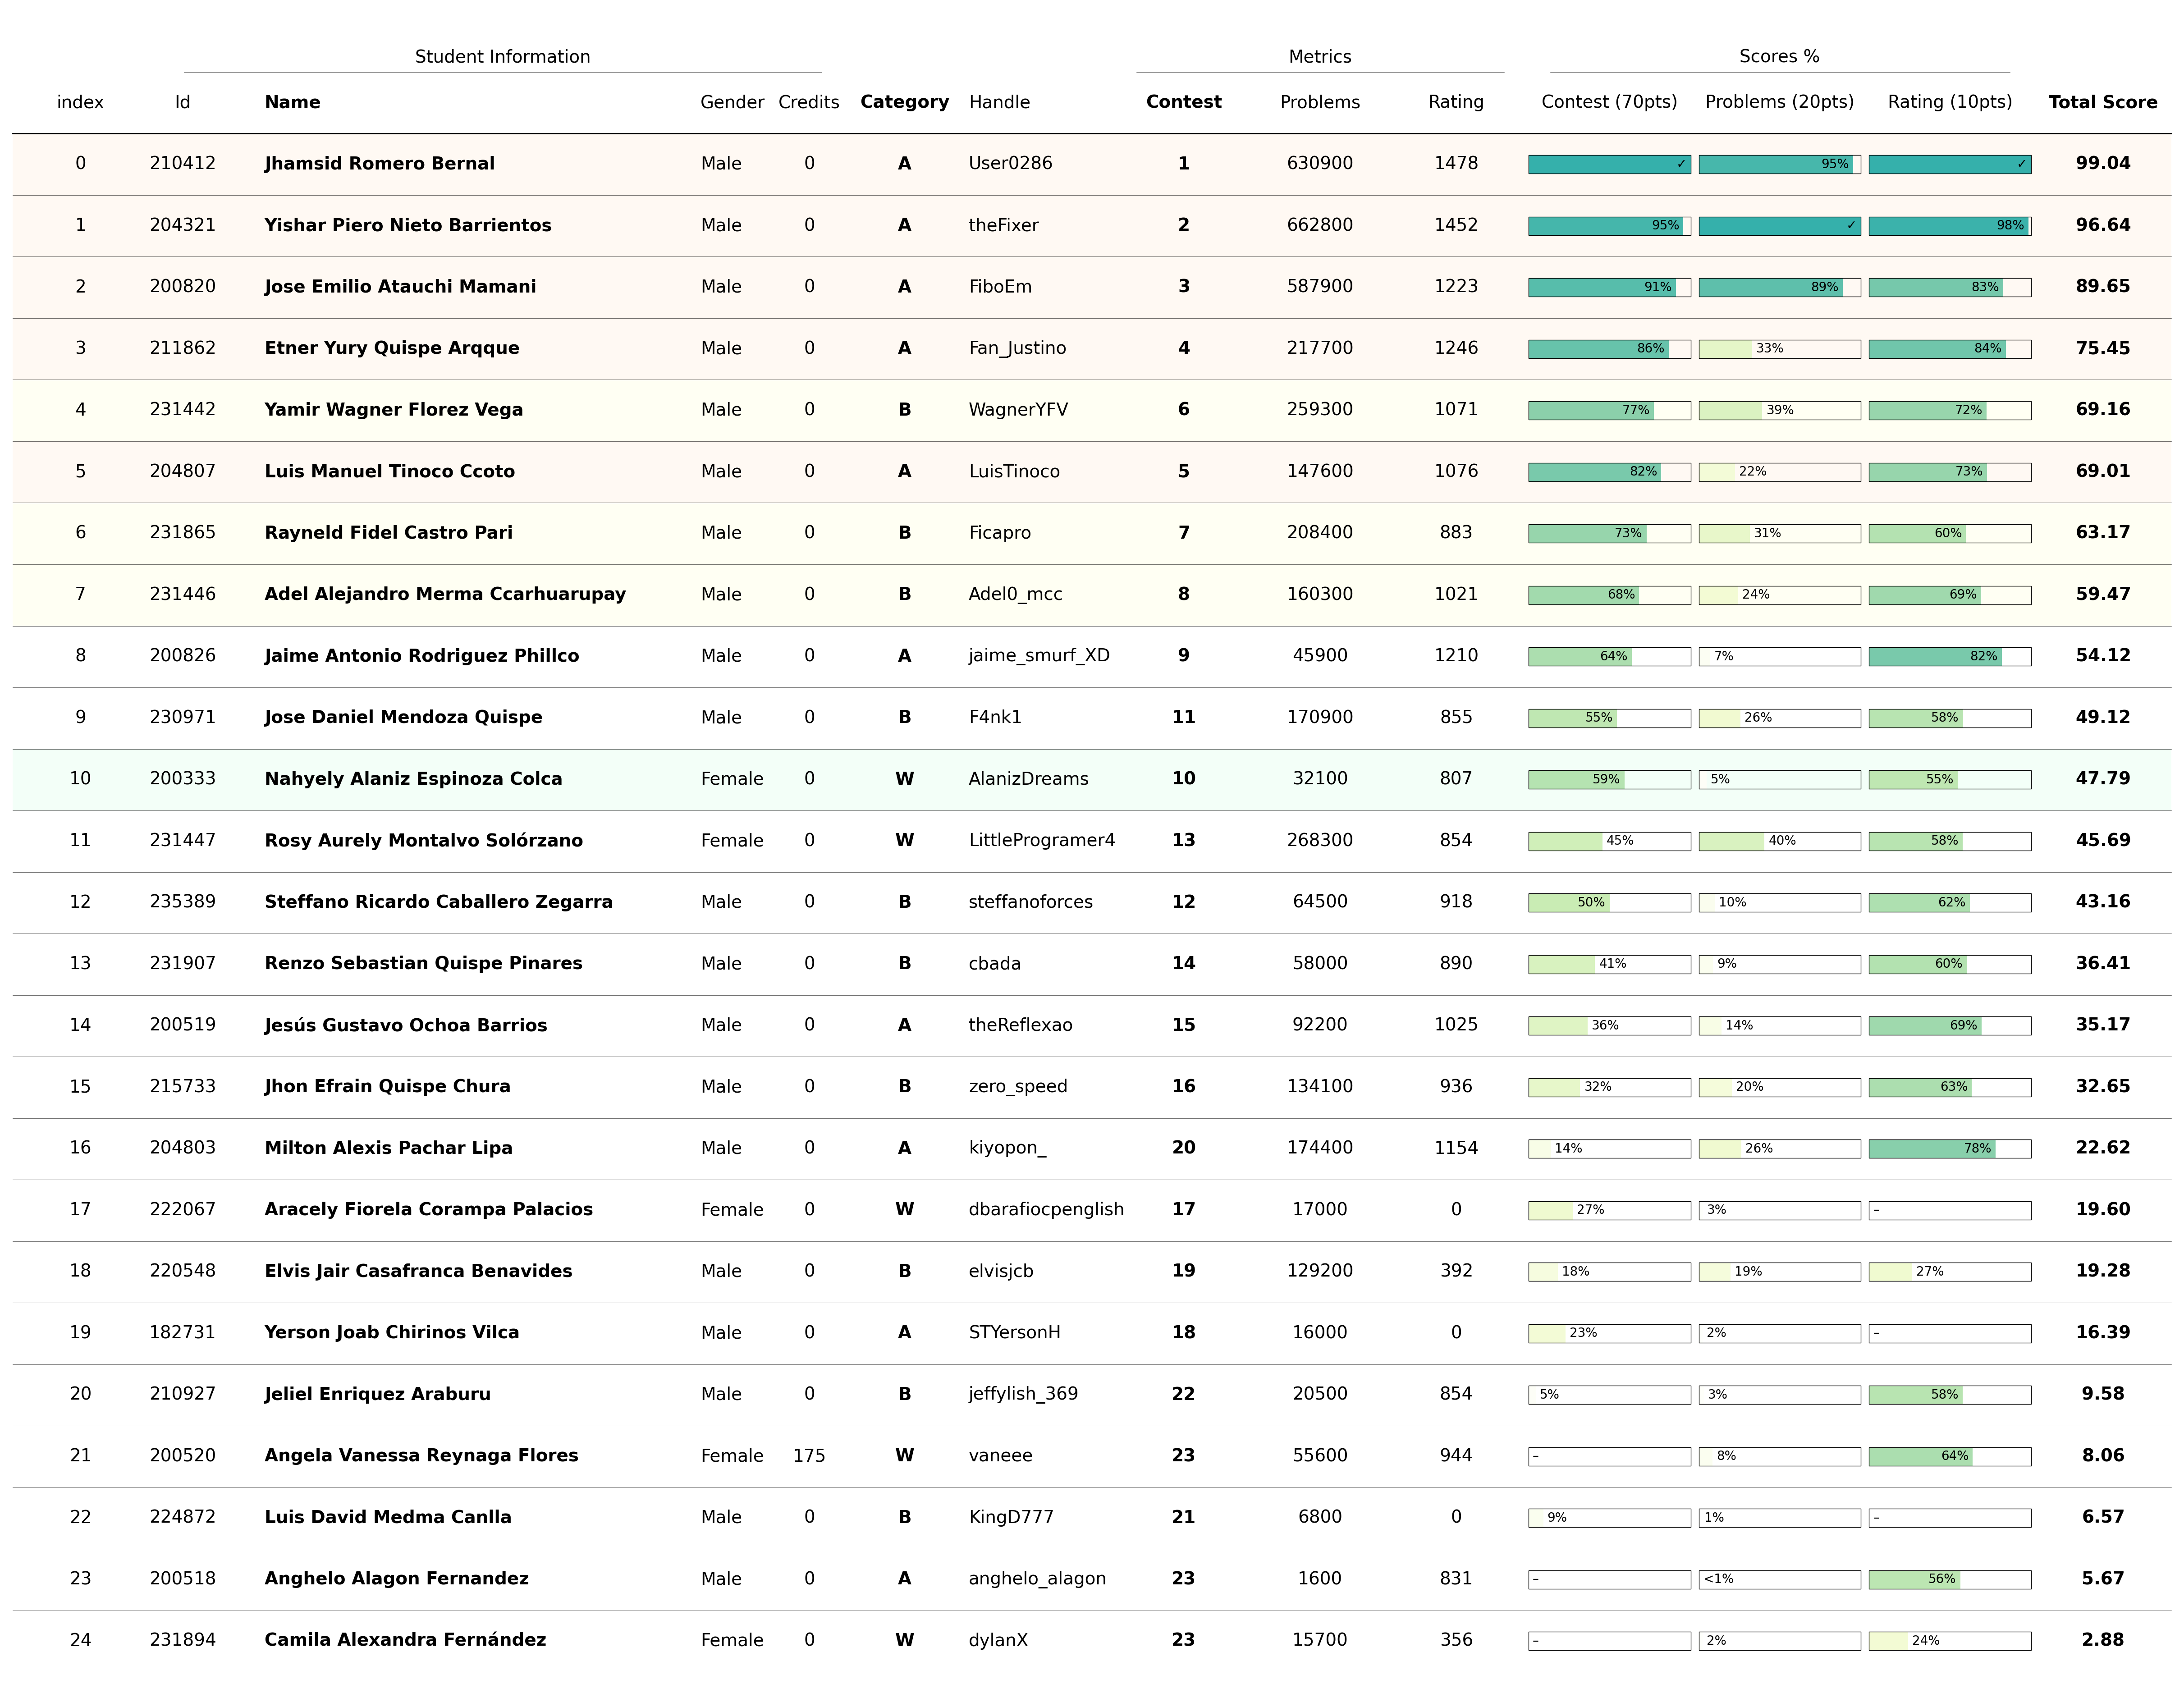 Student Information Metrics Scores %
index Id Name Gender Credits Category Handle Contest Problems Rating Contest (70pts) Problems (20pts) Rating (10pts) Total Score
0 210412 Jhamsid Romero Bernal Male 0 A User0286 1 630900 1478 ✓ 95% ✓ 99.04
1 204321 Yishar Piero Nieto Barrientos Male 0 A theFixer 2 662800 1452 95% ✓ 98% 96.64
2 200820 Jose Emilio Atauchi Mamani Male 0 A FiboEm 3 587900 1223 91% 89% 83% 89.65
3 211862 Etner Yury Quispe Arqque Male 0 A Fan_Justino 4 217700 1246 86% 33% 84% 75.45
4 231442 Yamir Wagner Florez Vega Male 0 B WagnerYFV 6 259300 1071 77% 39% 72% 69.16
5 204807 Luis Manuel Tinoco Ccoto Male 0 A LuisTinoco 5 147600 1076 82% 22% 73% 69.01
6 231865 Rayneld Fidel Castro Pari Male 0 B Ficapro 7 208400 883 73% 31% 60% 63.17
7 231446 Adel Alejandro Merma Ccarhuarupay Male 0 B Adel0_mcc 8 160300 1021 68% 24% 69% 59.47
8 200826 Jaime Antonio Rodriguez Phillco Male 0 A jaime_smurf_XD 9 45900 1210 64% 7% 82% 54.12
9 230971 Jose Daniel Mendoza Quispe Male 0 B F4nk1 11 170900 855 55% 26% 58% 49.12
10 200333 Nahyely Alaniz Espinoza Colca Female 0 W AlanizDreams 10 32100 807 59% 5% 55% 47.79
11 231447 Rosy Aurely Montalvo Solórzano Female 0 W LittleProgramer4 13 268300 854 45% 40% 58% 45.69
12 235389 Steffano Ricardo Caballero Zegarra Male 0 B steffanoforces 12 64500 918 50% 10% 62% 43.16
13 231907 Renzo Sebastian Quispe Pinares Male 0 B cbada 14 58000 890 41% 9% 60% 36.41
14 200519 Jesús Gustavo Ochoa Barrios Male 0 A theReflexao 15 92200 1025 36% 14% 69% 35.17
15 215733 Jhon Efrain Quispe Chura Male 0 B zero_speed 16 134100 936 32% 20% 63% 32.65
16 204803 Milton Alexis Pachar Lipa Male 0 A kiyopon_ 20 174400 1154 14% 26% 78% 22.62
17 222067 Aracely Fiorela Corampa Palacios Female 0 W dbarafiocpenglish 17 17000 0 27% 3% – 19.60
18 220548 Elvis Jair Casafranca Benavides Male 0 B elvisjcb 19 129200 392 18% 19% 27% 19.28
19 182731 Yerson Joab Chirinos Vilca Male 0 A STYersonH 18 16000 0 23% 2% – 16.39
20 210927 Jeliel Enriquez Araburu Male 0 B jeffylish_369 22 20500 854 5% 3% 58% 9.58
21 200520 Angela Vanessa Reynaga Flores Female 175 W vaneee 23 55600 944 – 8% 64% 8.06
22 224872 Luis David Medma Canlla Male 0 B KingD777 21 6800 0 9% 1% – 6.57
23 200518 Anghelo Alagon Fernandez Male 0 A anghelo_alagon 23 1600 831 – <1% 56% 5.67
24 231894 Camila Alexandra Fernández Female 0 W dylanX 23 15700 356 – 2% 24% 2.88